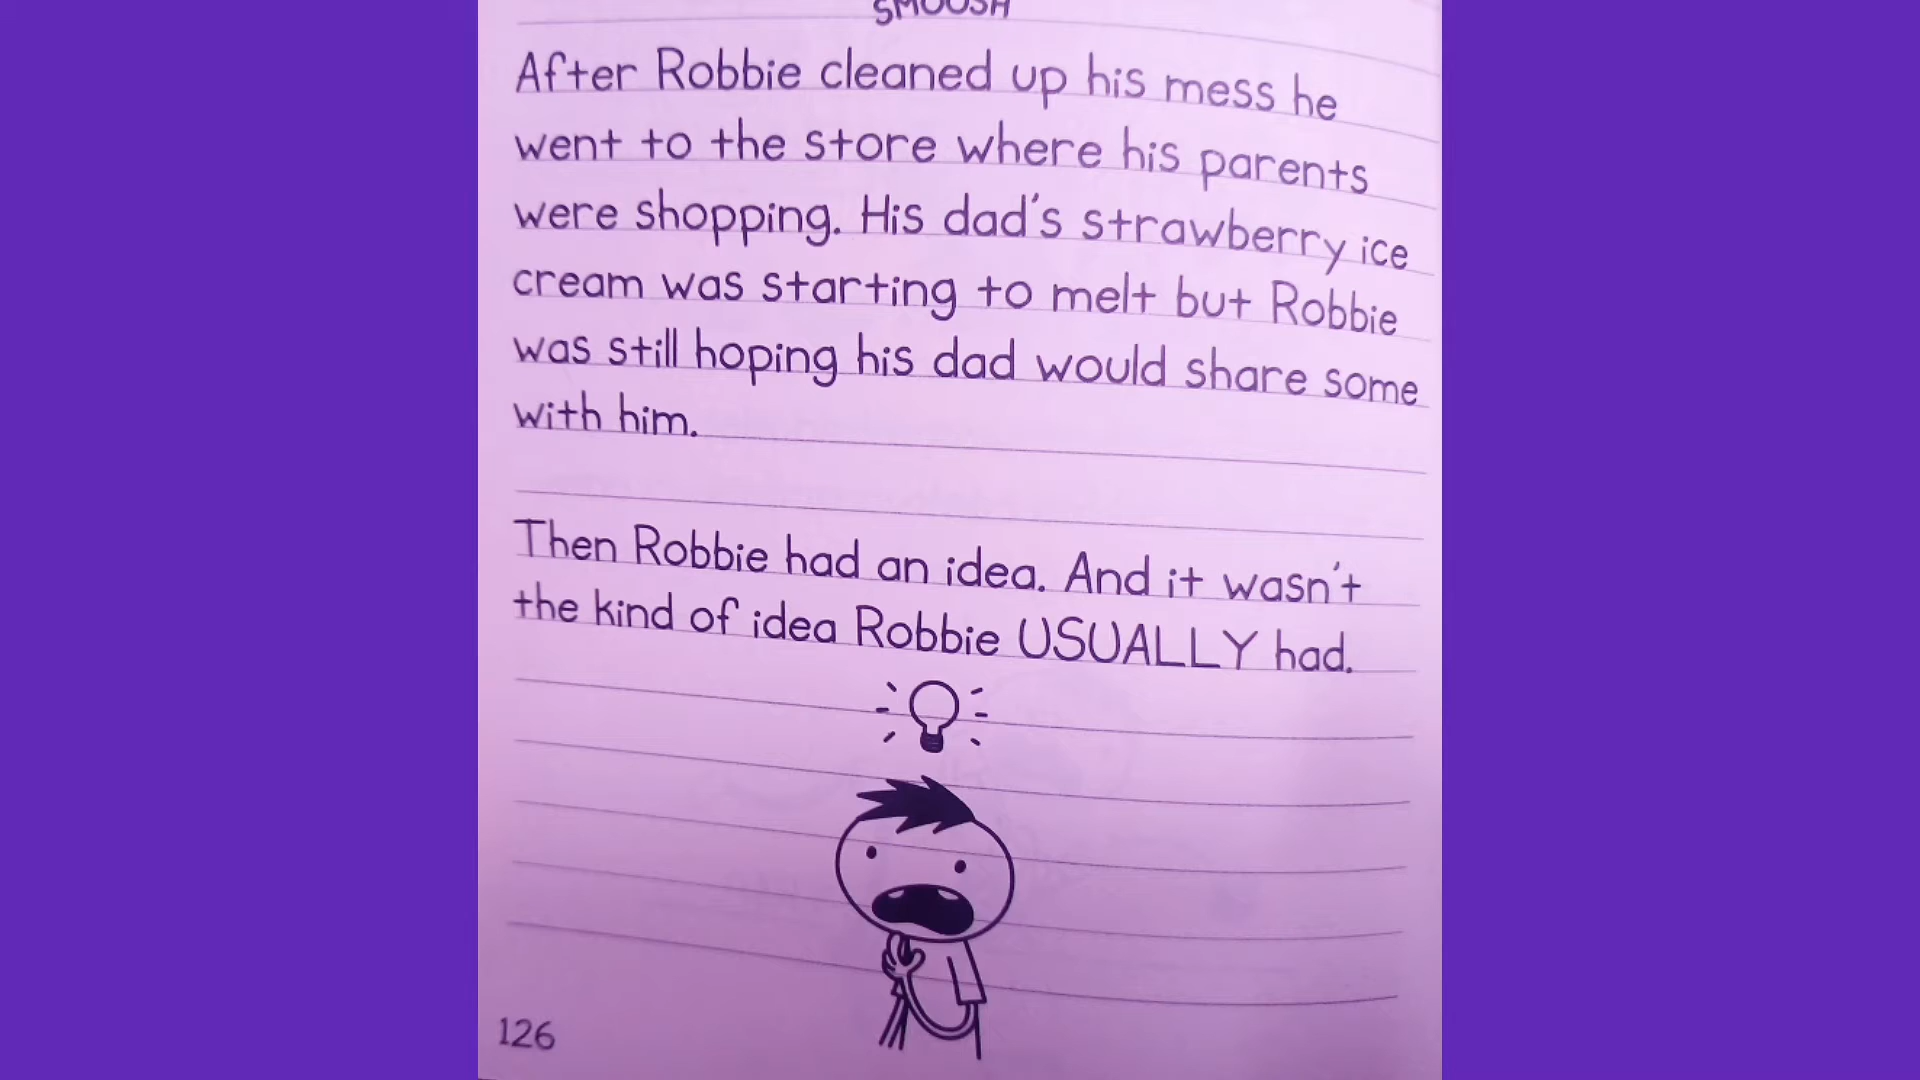 SMOOSH
After Robbie cleaned up his mess he
went to the store where his parents
were shopping. His dad's strawberry ice
cream was starting to melt but Robbie
was still hoping his dad would share some
with him.
Then Robbie had an idea. And it wasn't
the kind of idea Robbie USUALLY had.
126